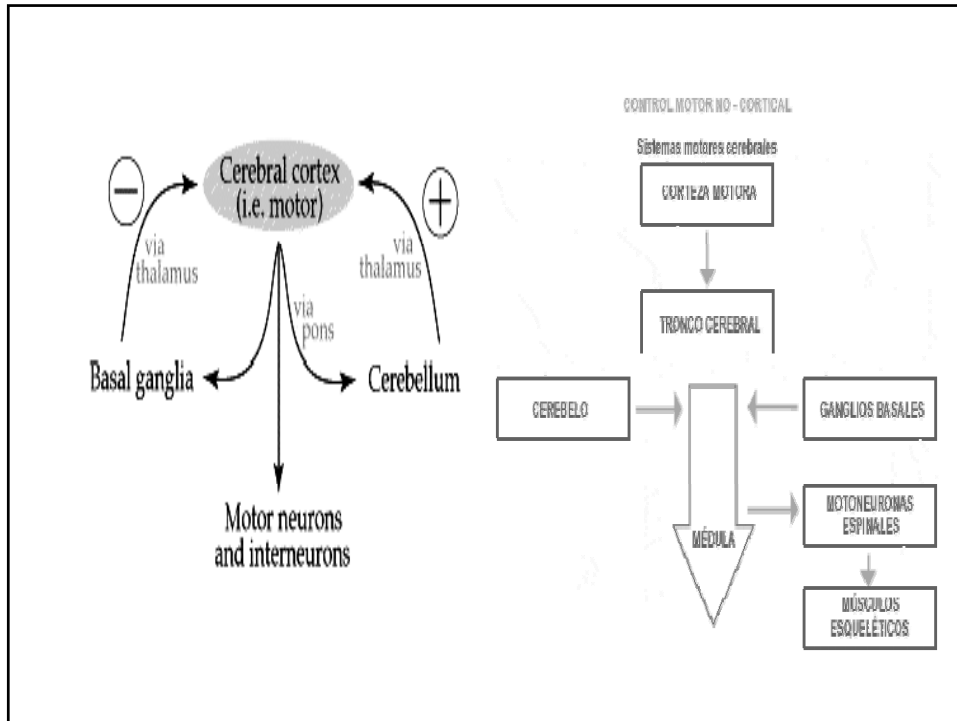 Cerebral cortex
(i.e. motor)
−
+
via
thalamus
via
thalamus
via
pons
Basal ganglia
Cerebellum
Motor neurons
and interneurons
CONTROL MOTOR NO - CORTICAL
Sistemas motores cerebrales
CORTEZA MOTORA
TRONCO CEREBRAL
CEREBELO
GANGLIOS BASALES
MÉDULA
MOTONEURONAS
ESPINALES
MÚSCULOS
ESQUELÉTICOS